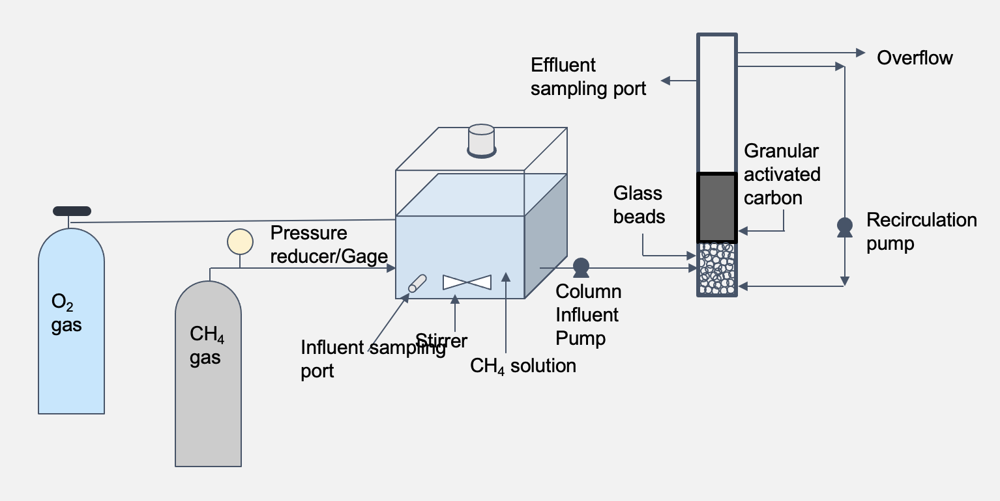 Effluent
sampling port
Overflow
Granular
activated
carbon
Glass
beads
Recirculation
pump
Pressure
reducer/Gage
O₂
gas
CH₄
gas
Column
Influent
Pump
Influent sampling
port
Stirrer
CH₄ solution